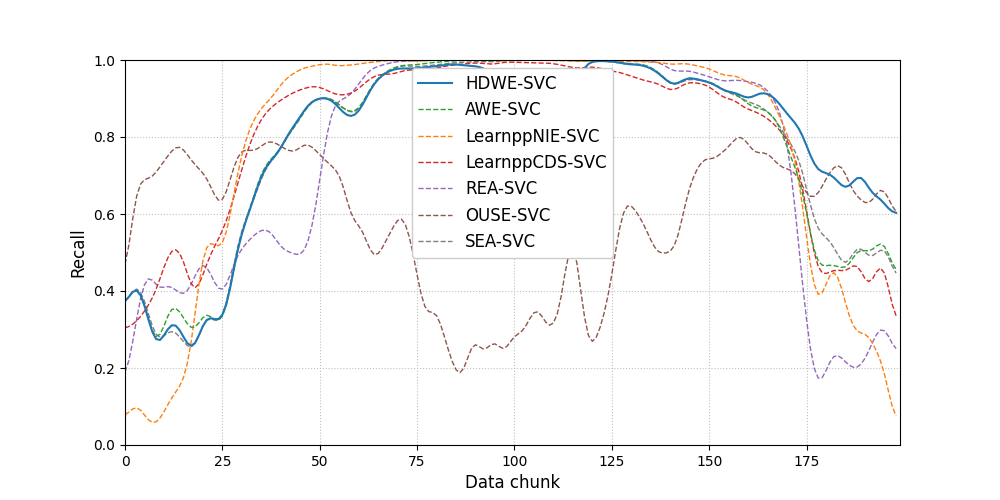 1.0
0.8
0.6
0.4
0.2
0.0
Recall
HDWE-SVC
AWE-SVC
LearnppNIE-SVC
LearnppCDS-SVC
REA-SVC
OUSE-SVC
SEA-SVC
0 25 50 75 100 125 150 175
Data chunk